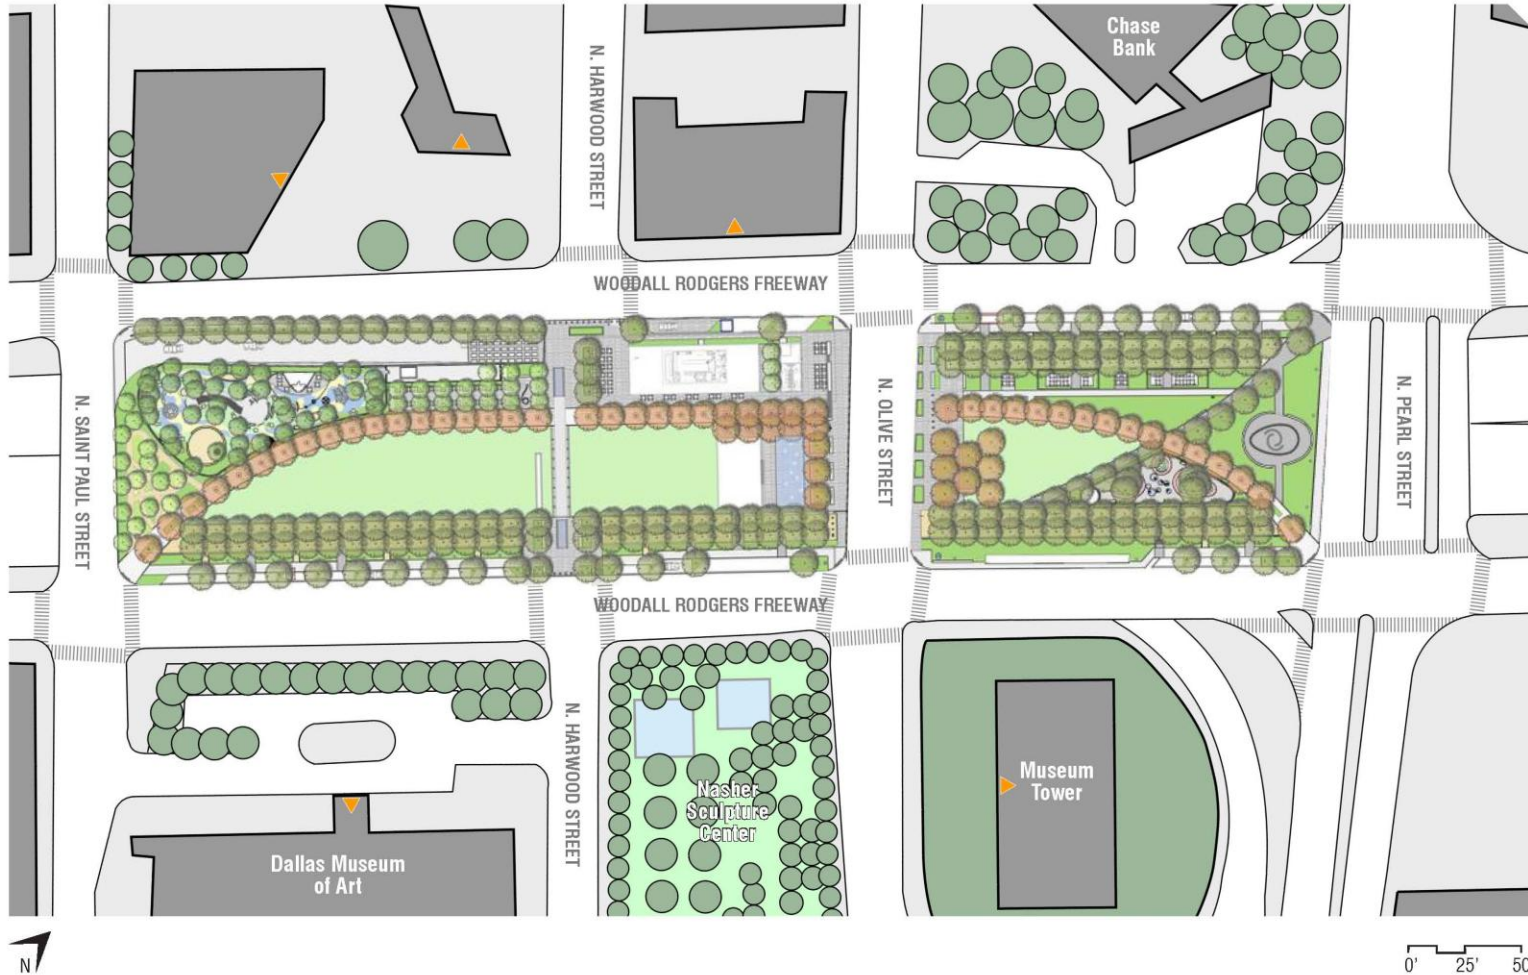 Chase
Bank
N. HARWOOD STREET
WOODALL RODGERS FREEWAY
N. SAINT PAUL STREET
N. OLIVE STREET
N. PEARL STREET
WOODALL RODGERS FREEWAY
N. HARWOOD STREET
Nasher
Sculpture
Center
Museum
Tower
Dallas Museum
of Art
N
0' 25' 50